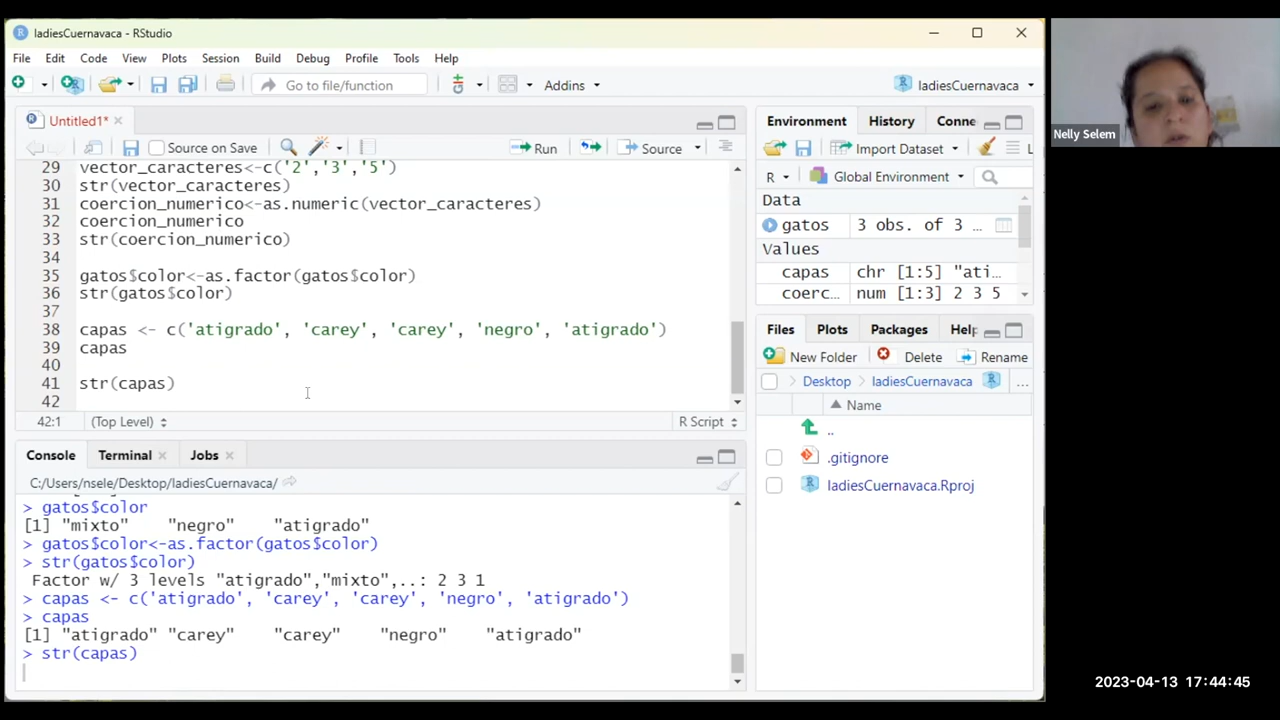 ladiesCuernavaca - RStudio
File Edit Code View Plots Session Build Debug Profile Tools Help
Go to file/function Addins ladiesCuernavaca
Untitled1*
Source on Save Run Source
29 vector_caracteres<-c('2','3','5')
30 str(vector_caracteres)
31 coercion_numerico<-as.numeric(vector_caracteres)
32 coercion_numerico
33 str(coercion_numerico)
34
35 gatos$color<-as.factor(gatos$color)
36 str(gatos$color)
37
38 capas <- c('atigrado', 'carey', 'carey', 'negro', 'atigrado')
39 capas
40
41 str(capas)
42
42:1 (Top Level) R Script
Console Terminal Jobs
C:/Users/nsele/Desktop/ladiesCuernavaca/
> gatos$color
[1] "mixto" "negro" "atigrado"
> gatos$color<-as.factor(gatos$color)
> str(gatos$color)
Factor w/ 3 levels "atigrado","mixto",..: 2 3 1
> capas <- c('atigrado', 'carey', 'carey', 'negro', 'atigrado')
> capas
[1] "atigrado" "carey" "carey" "negro" "atigrado"
> str(capas)
Environment History Conne
Import Dataset
R Global Environment
Data
gatos 3 obs. of 3 ...
Values
capas chr [1:5] "ati...
coerc... num [1:3] 2 3 5
Files Plots Packages Help
New Folder Delete Rename
Desktop ladiesCuernavaca ...
Name
..
.gitignore
ladiesCuernavaca.Rproj
Nelly Selem
2023-04-13 17:44:45